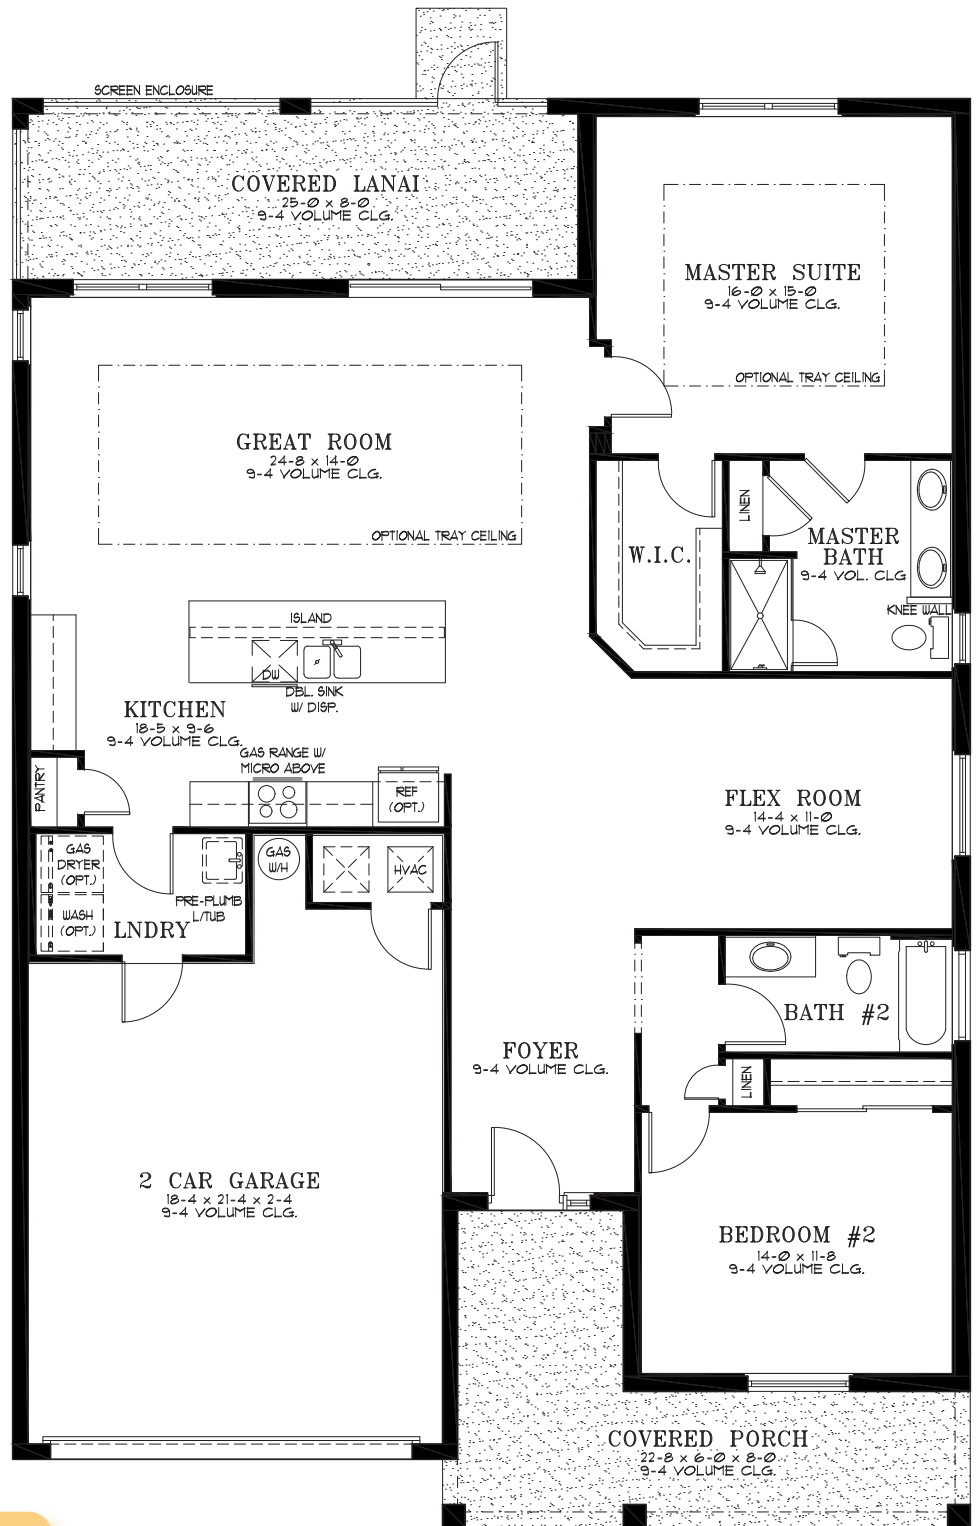 SCREEN ENCLOSURE
COVERED LANAI
25-0 x 8-0
9-4 VOLUME CLG.
MASTER SUITE
16-0 x 15-0
9-4 VOLUME CLG.
OPTIONAL TRAY CEILING
GREAT ROOM
24-8 x 14-0
9-4 VOLUME CLG.
OPTIONAL TRAY CEILING
W.I.C.
LINEN
MASTER
BATH
9-4 VOL. CLG
KNEE WALL
ISLAND
DW
DBL. SINK
W/ DISP.
KITCHEN
18-5 x 9-6
9-4 VOLUME CLG.
GAS RANGE W/
MICRO ABOVE
REF
(OPT.)
PANTRY
FLEX ROOM
14-4 x 11-0
9-4 VOLUME CLG.
GAS
DRYER
(OPT.)
WASH
(OPT.)
PRE-PLUMB
L/TUB
LNDRY
GAS
W/H
HVAC
BATH #2
LINEN
FOYER
9-4 VOLUME CLG.
2 CAR GARAGE
18-4 x 21-4 x 2-4
9-4 VOLUME CLG.
BEDROOM #2
14-0 x 11-8
9-4 VOLUME CLG.
COVERED PORCH
22-8 x 6-0 x 8-0
9-4 VOLUME CLG.